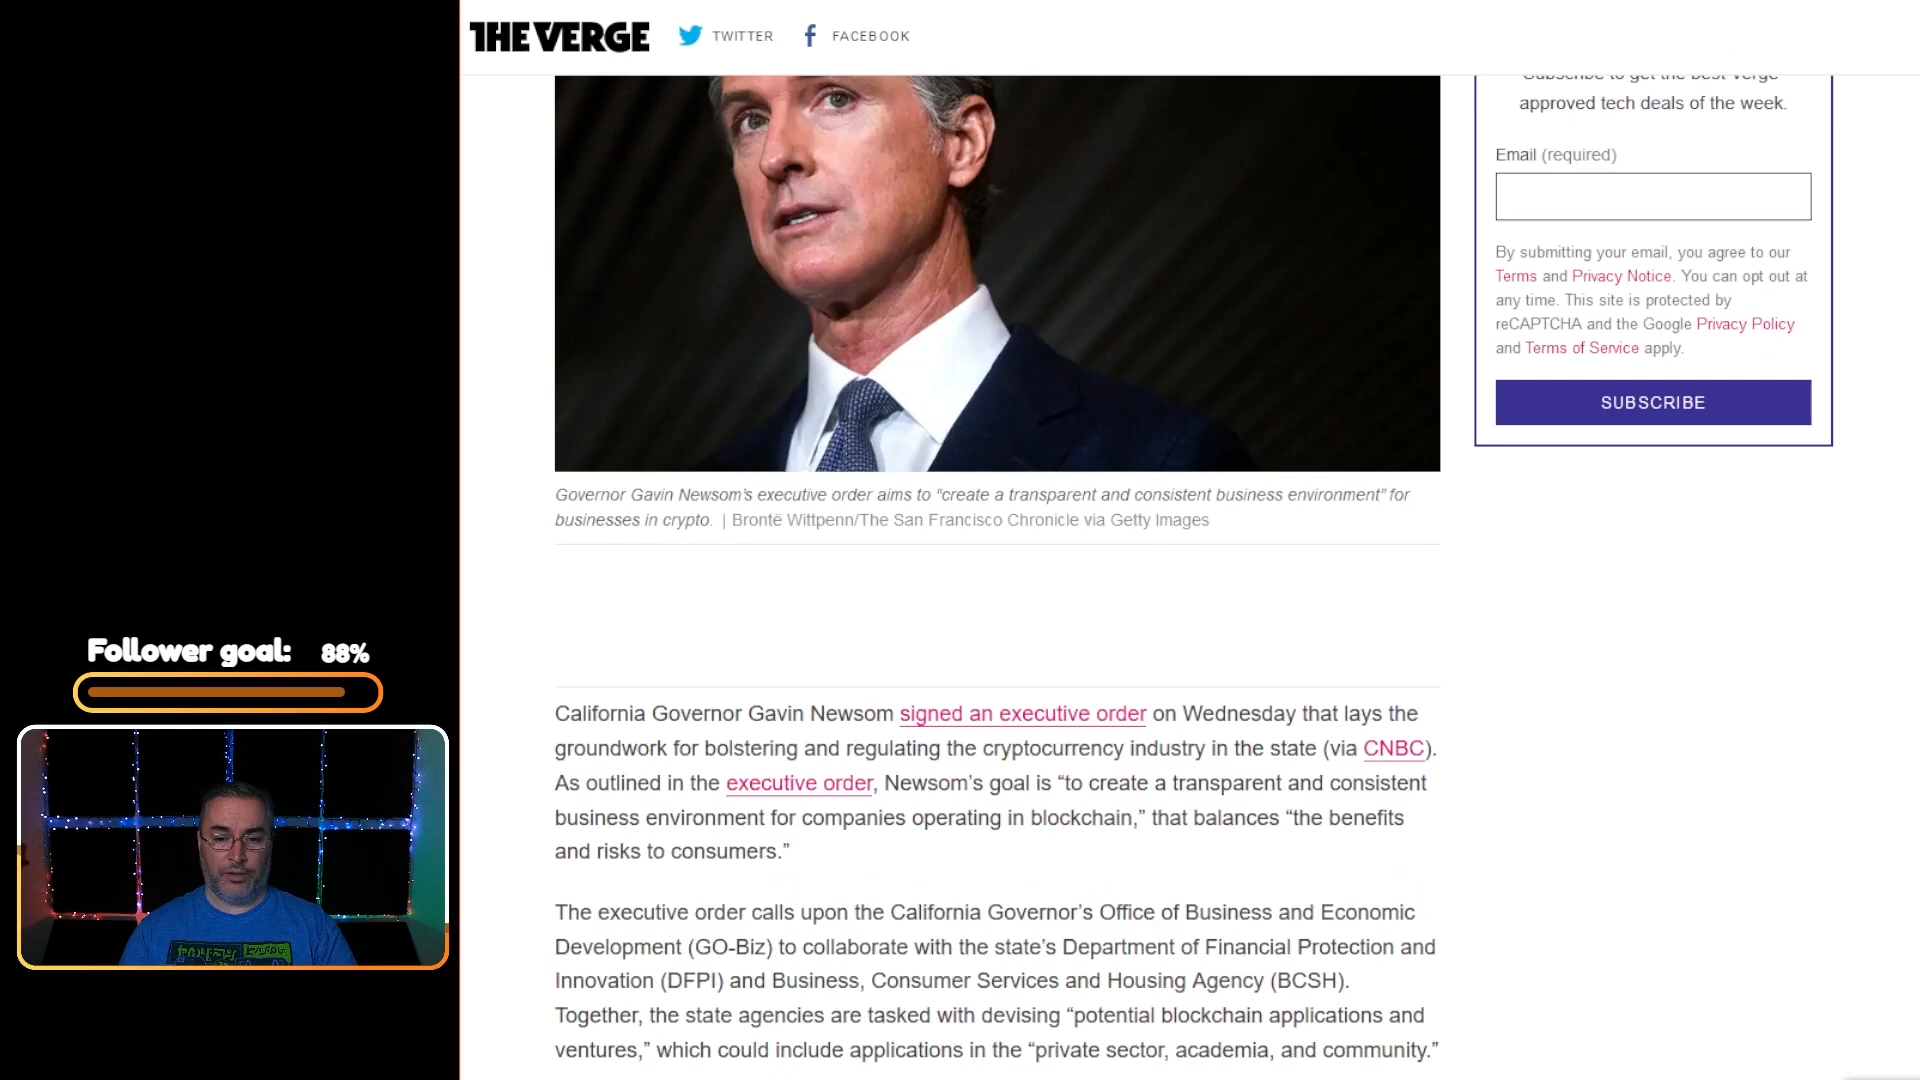 THE VERGE
TWITTER
FACEBOOK
Subscribe to get the best Verge
approved tech deals of the week.
Email (required)
By submitting your email, you agree to our
Terms and Privacy Notice. You can opt out at
any time. This site is protected by
reCAPTCHA and the Google Privacy Policy
and Terms of Service apply.
SUBSCRIBE
Governor Gavin Newsom’s executive order aims to “create a transparent and consistent business environment” for
businesses in crypto. | Brontë Wittpenn/The San Francisco Chronicle via Getty Images
Follower goal: 88%
California Governor Gavin Newsom signed an executive order on Wednesday that lays the
groundwork for bolstering and regulating the cryptocurrency industry in the state (via CNBC).
As outlined in the executive order, Newsom’s goal is “to create a transparent and consistent
business environment for companies operating in blockchain,” that balances “the benefits
and risks to consumers.”
The executive order calls upon the California Governor’s Office of Business and Economic
Development (GO-Biz) to collaborate with the state’s Department of Financial Protection and
Innovation (DFPI) and Business, Consumer Services and Housing Agency (BCSH).
Together, the state agencies are tasked with devising “potential blockchain applications and
ventures,” which could include applications in the “private sector, academia, and community.”